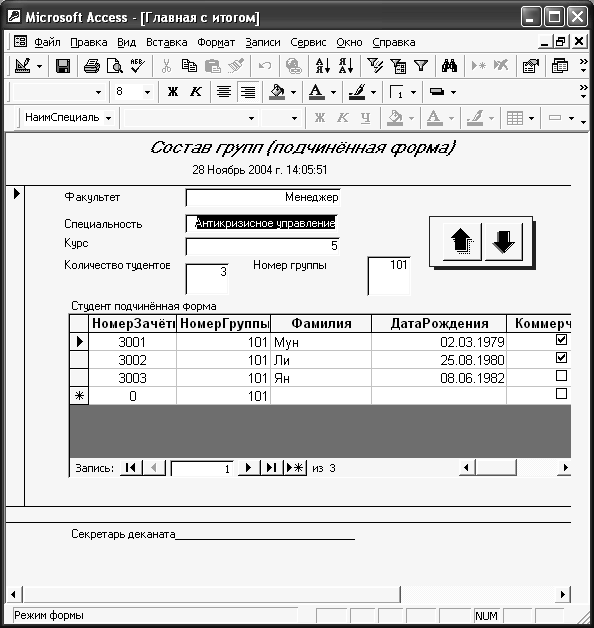 Microsoft Access - [Главная с итогом]
Файл Правка Вид Вставка Формат Записи Сервис Окно Справка
8 Ж К
НаимСпециаль Ж К Ч
Состав групп (подчинённая форма)
28 Ноябрь 2004 г. 14:05:51
Факультет Менеджер
Специальность Антикризисное управление
Курс 5
Количество тудентов 3 Номер группы 101
Студент подчинённая форма
НомерЗачётн НомерГруппы Фамилия ДатаРождения Коммерч
3001 101 Мун 02.03.1979
3002 101 Ли 25.08.1980
3003 101 Ян 08.06.1982
0 101
Запись: 1 из 3
Секретарь деканата______________________________
Режим формы NUM